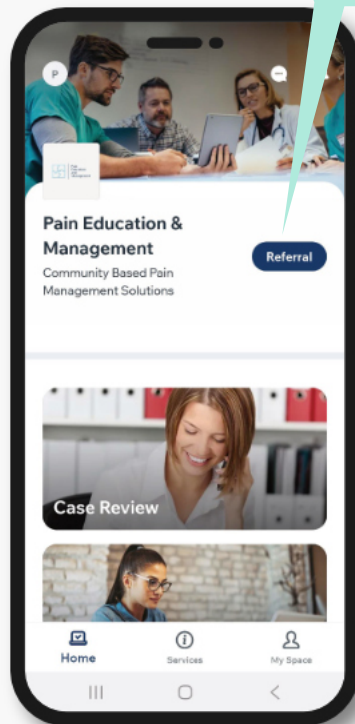 P
Pain Education &
Management
Community Based Pain
Management Solutions
Referral
Case Review
Home
Services
My Space